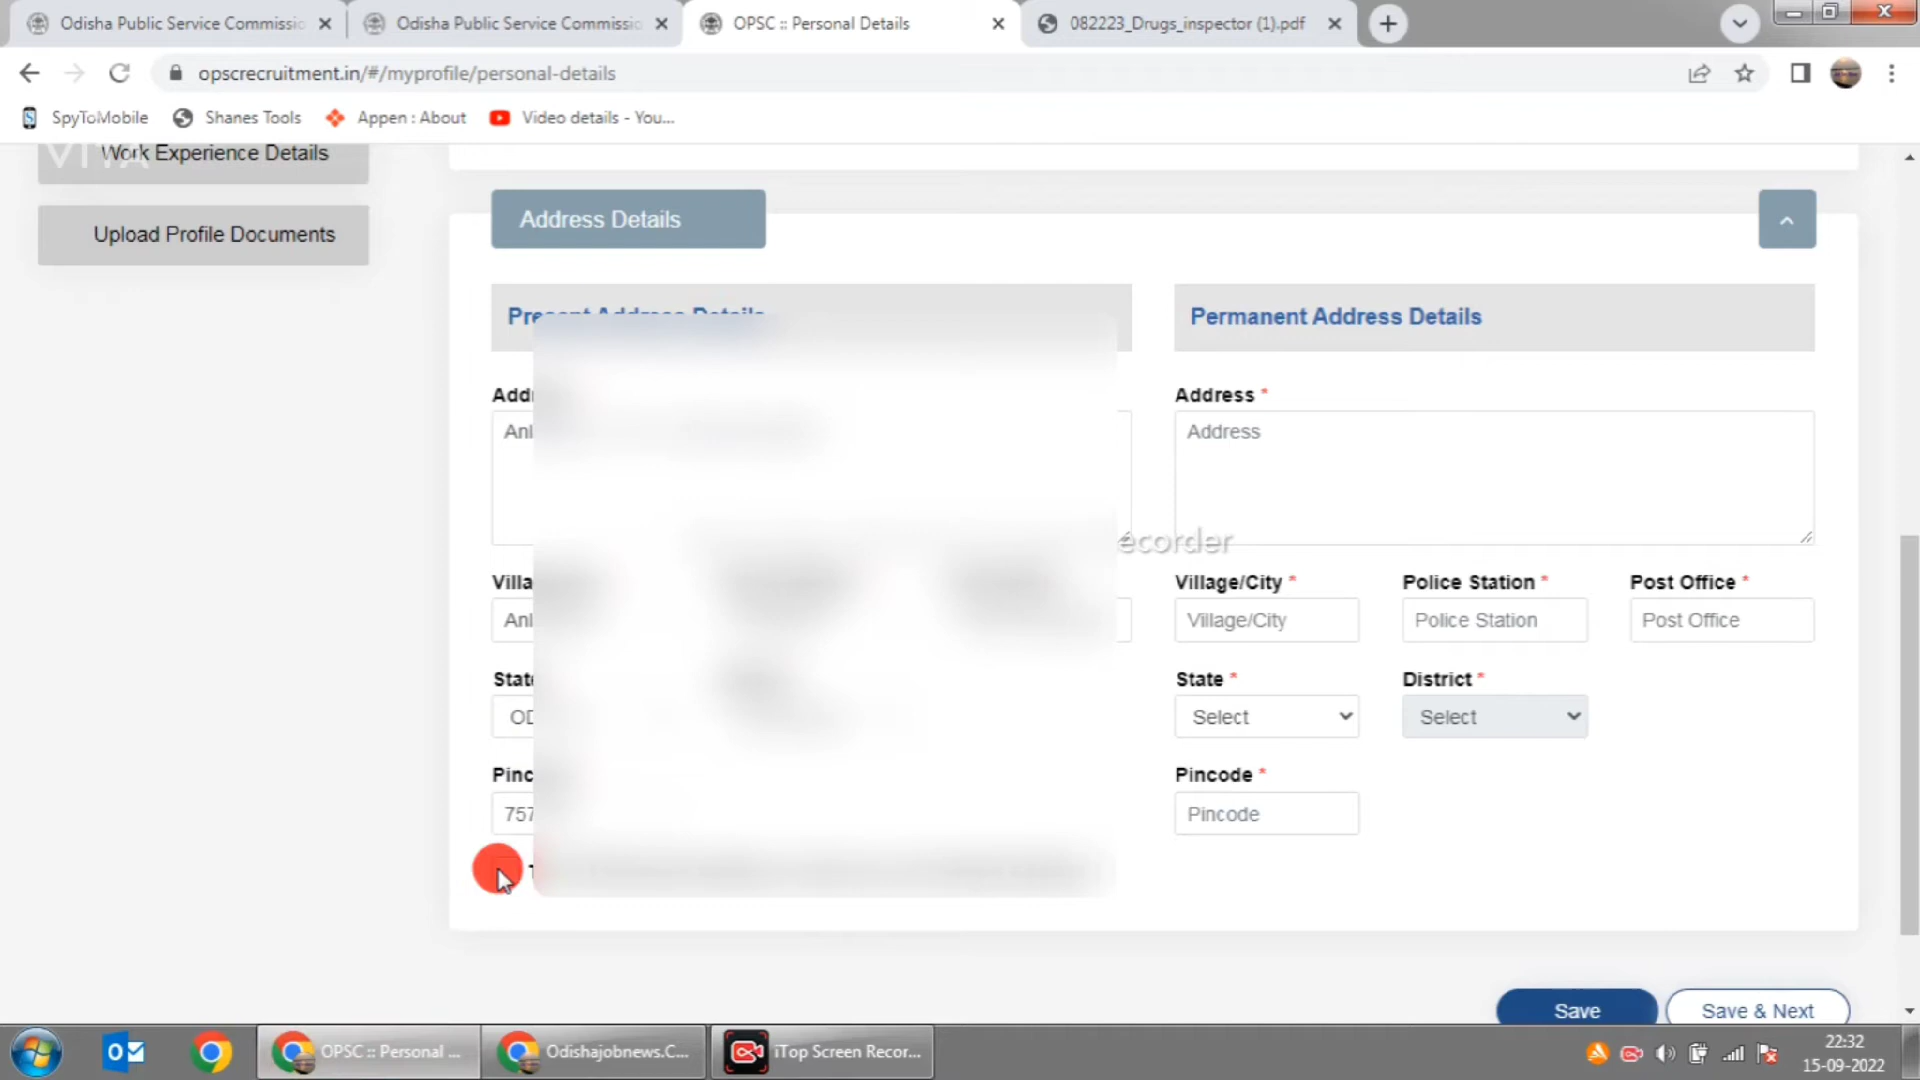 Odisha Public Service Commissio
Odisha Public Service Commissio
OPSC :: Personal Details
082223_Drugs_inspector (1).pdf
opscrecruitment.in/#/myprofile/personal-details
SpyToMobile
Shanes Tools
Appen : About
Video details - You...
Work Experience Details
Upload Profile Documents
Address Details
Permanent Address Details
Address *
Address
ecorder
Village/City *
Police Station *
Post Office *
Village/City
Police Station
Post Office
State *
District *
Select
Select
Pincode *
757
Pincode
Save
Save & Next
OPSC :: Personal ...
Odishajobnews.C...
iTop Screen Recor...
22:32
15-09-2022